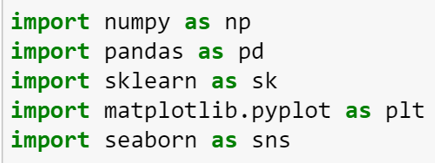 import numpy as np
import pandas as pd
import sklearn as sk
import matplotlib.pyplot as plt
import seaborn as sns